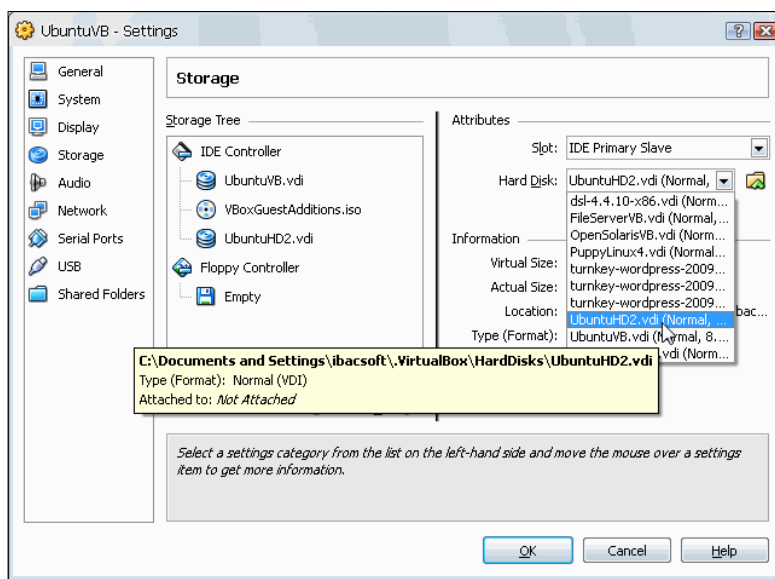 UbuntuVB - Settings
General
System
Display
Storage
Audio
Network
Serial Ports
USB
Shared Folders
Storage
Storage Tree
IDE Controller
UbuntuVB.vdi
VBoxGuestAdditions.iso
UbuntuHD2.vdi
Floppy Controller
Empty
Attributes
Slot: IDE Primary Slave
Hard Disk: UbuntuHD2.vdi (Normal,
dsl-4.4.10-x86.vdi (Norm...
FileServerVB.vdi (Normal,...
OpenSolarisVB.vdi (Norm...
PuppyLinux4.vdi (Normal...
turnkey-wordpress-2009...
turnkey-wordpress-2009...
turnkey-wordpress-2009...
UbuntuHD2.vdi (Normal, ...
UbuntuVB.vdi (Normal, 8....
.vdi (Norm...
Information
Virtual Size:
Actual Size:
Location: bac...
Type (Format):
C:\Documents and Settings\ibacsoft\.VirtualBox\HardDisks\UbuntuHD2.vdi
Type (Format): Normal (VDI)
Attached to: Not Attached
Select a settings category from the list on the left-hand side and move the mouse over a settings
item to get more information.
OK
Cancel
Help